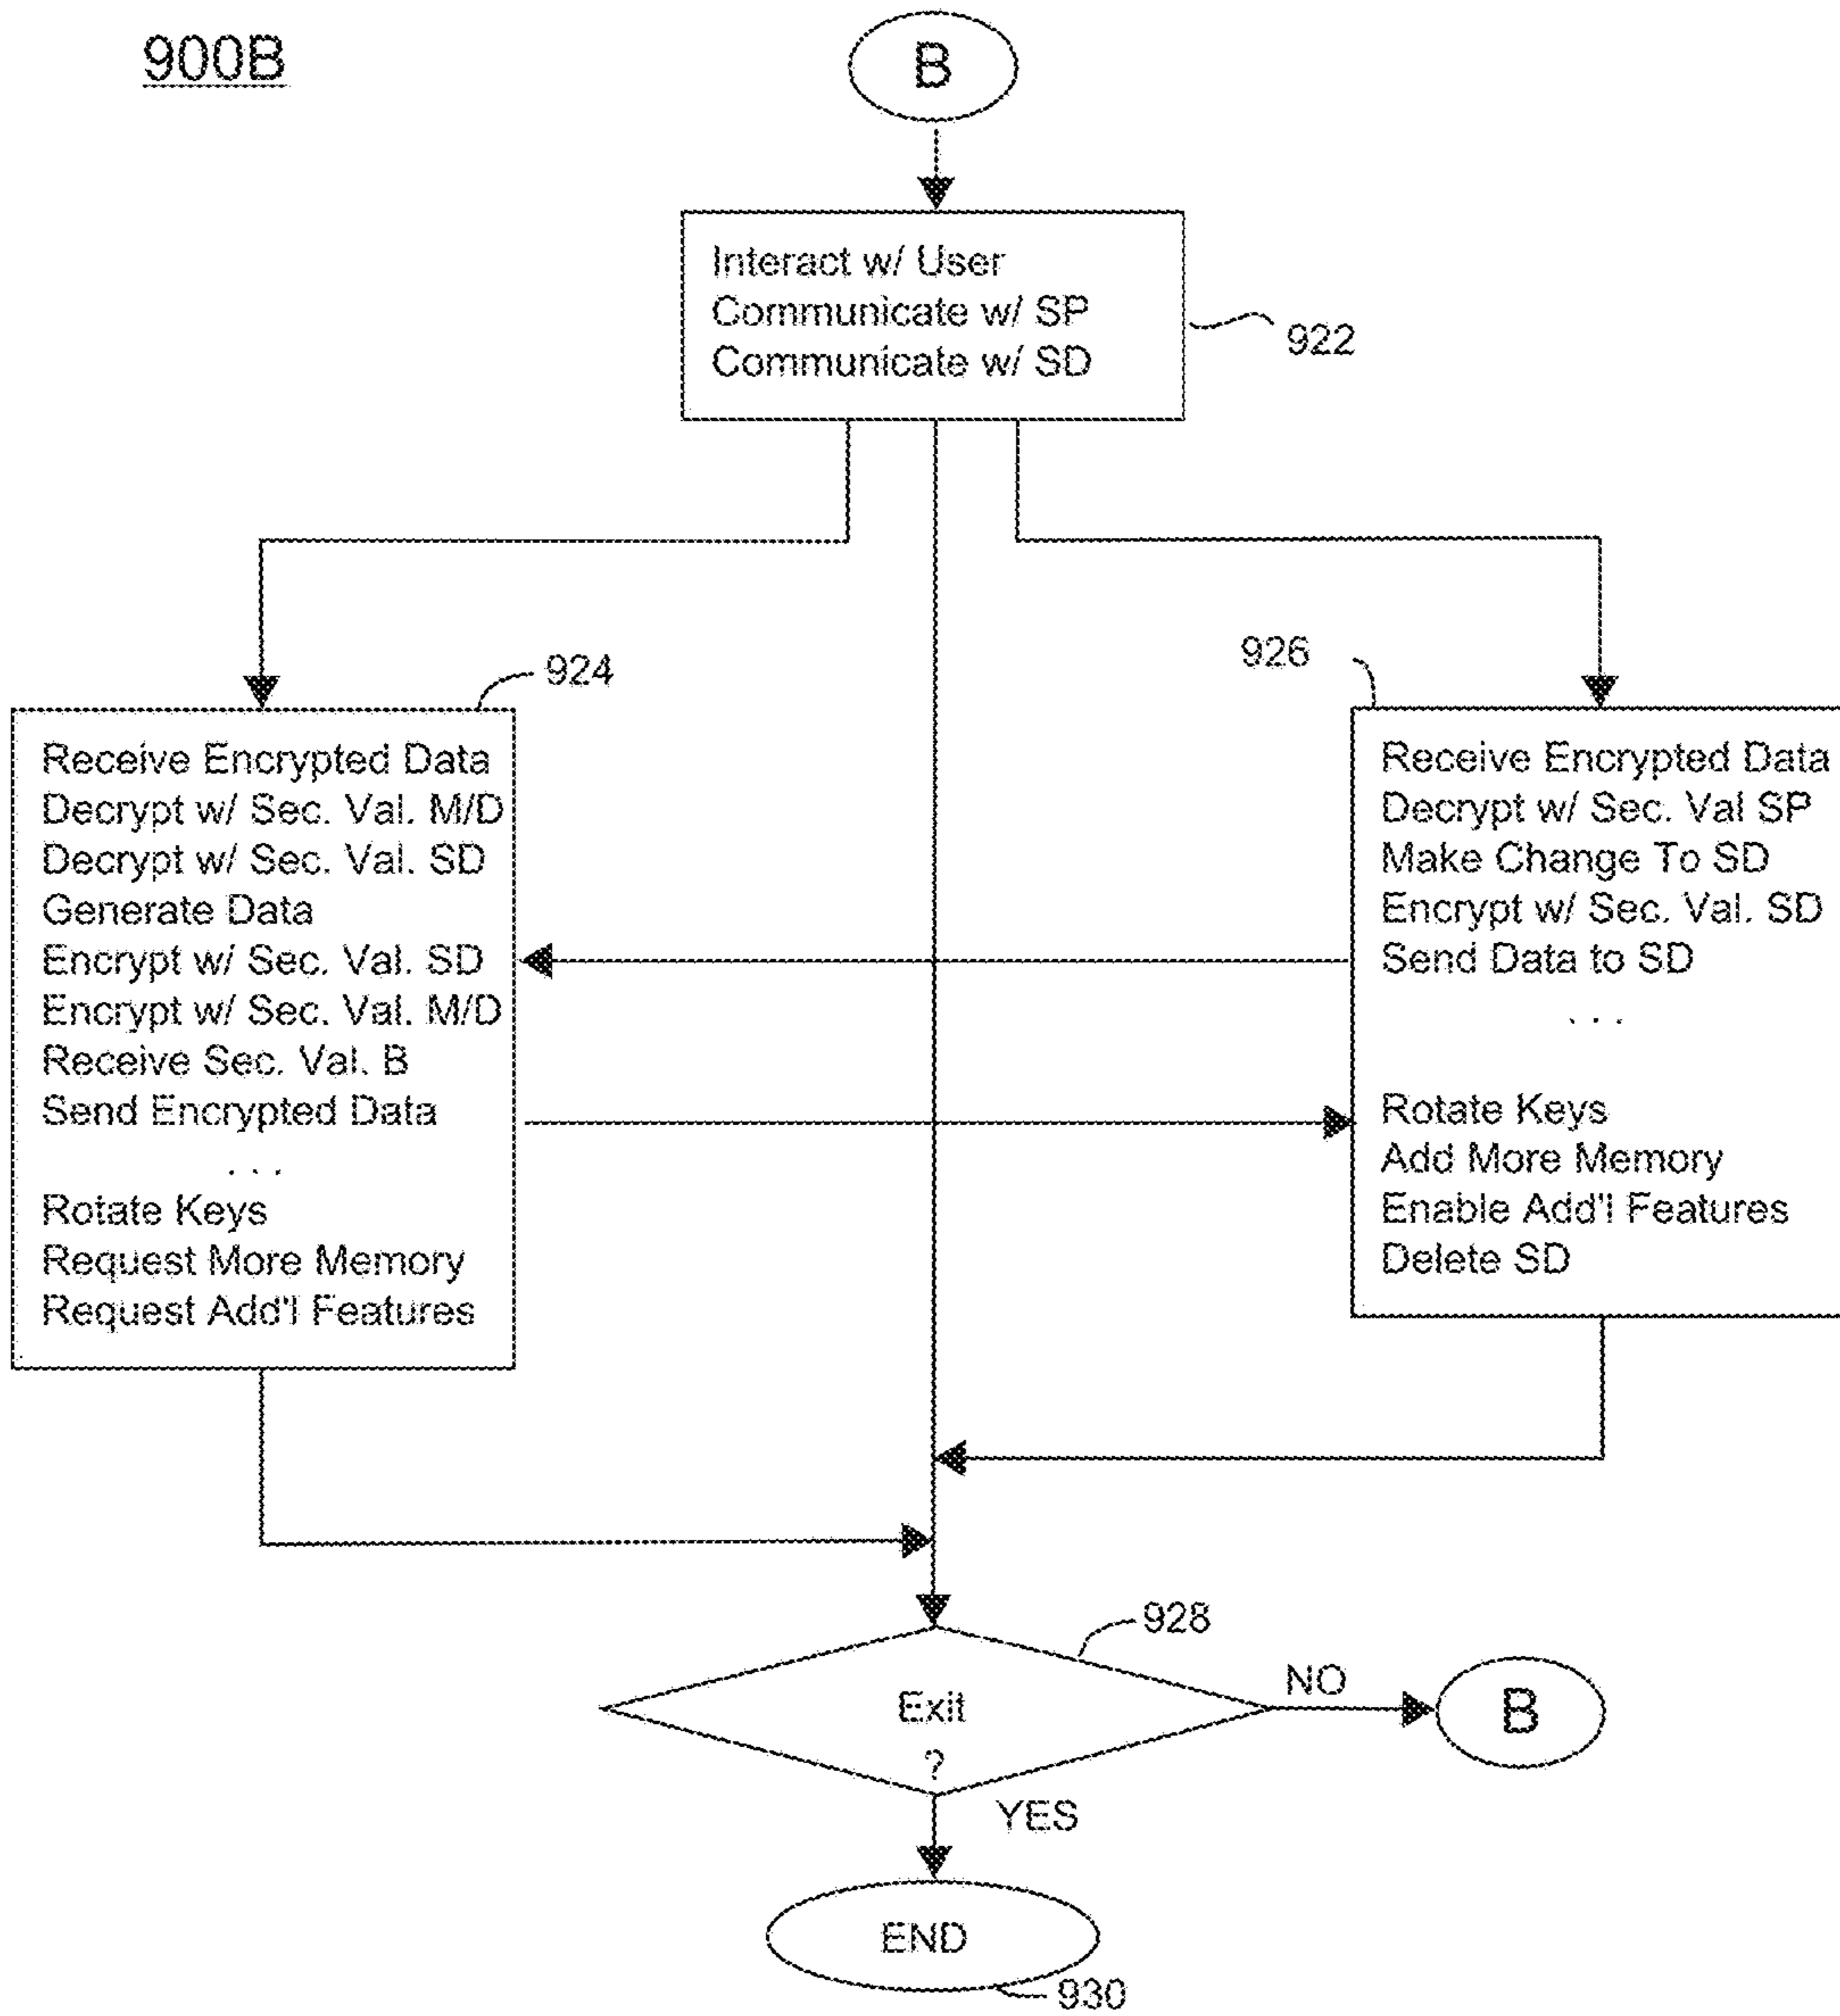 900B
B
Interact w/ User
Communicate w/ SP
Communicate w/ SD
922
924
Receive Encrypted Data
Decrypt w/ Sec. Val. M/D
Decrypt w/ Sec. Val. SD
Generate Data
Encrypt w/ Sec. Val. SD
Encrypt w/ Sec. Val. M/D
Receive Sec. Val. B
Send Encrypted Data
. . .
Rotate Keys
Request More Memory
Request Add'l Features
926
Receive Encrypted Data
Decrypt w/ Sec. Val SP
Make Change To SD
Encrypt w/ Sec. Val. SD
Send Data to SD
. . .
Rotate Keys
Add More Memory
Enable Add'l Features
Delete SD
928
Exit
?
NO
B
YES
END
930